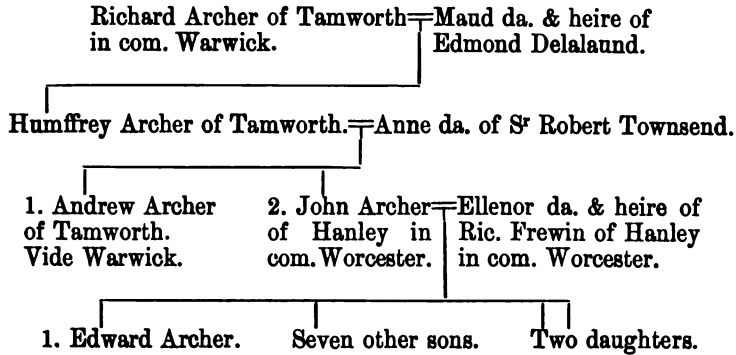 Richard Archer of Tamworth Maud da. & heire of
in com. Warwick. Edmond Delalaund.
Humffrey Archer of Tamworth. Anne da. of Sʳ Robert Townsend.
1. Andrew Archer 2. John Archer Ellenor da. & heire of
of Tamworth. of Hanley in Ric. Frewin of Hanley
Vide Warwick. com. Worcester. in com. Worcester.
1. Edward Archer. Seven other sons. Two daughters.